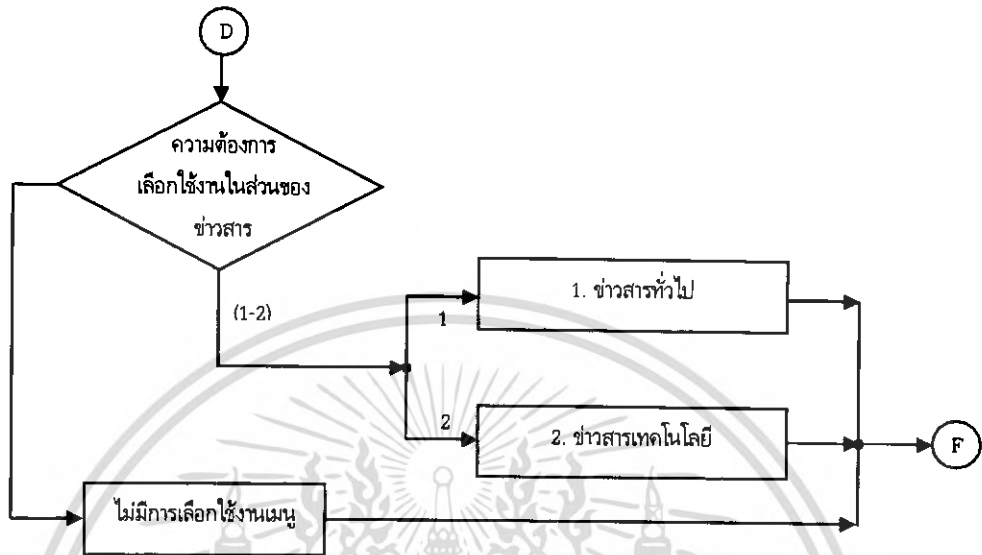 D
ความต้องการ
เลือกใช้งานในส่วนของ
ข่าวสาร
(1-2)
1
1. ข่าวสารทั่วไป
2
2. ข่าวสารเทคโนโลยี
F
ไม่มีการเลือกใช้งานเมนู